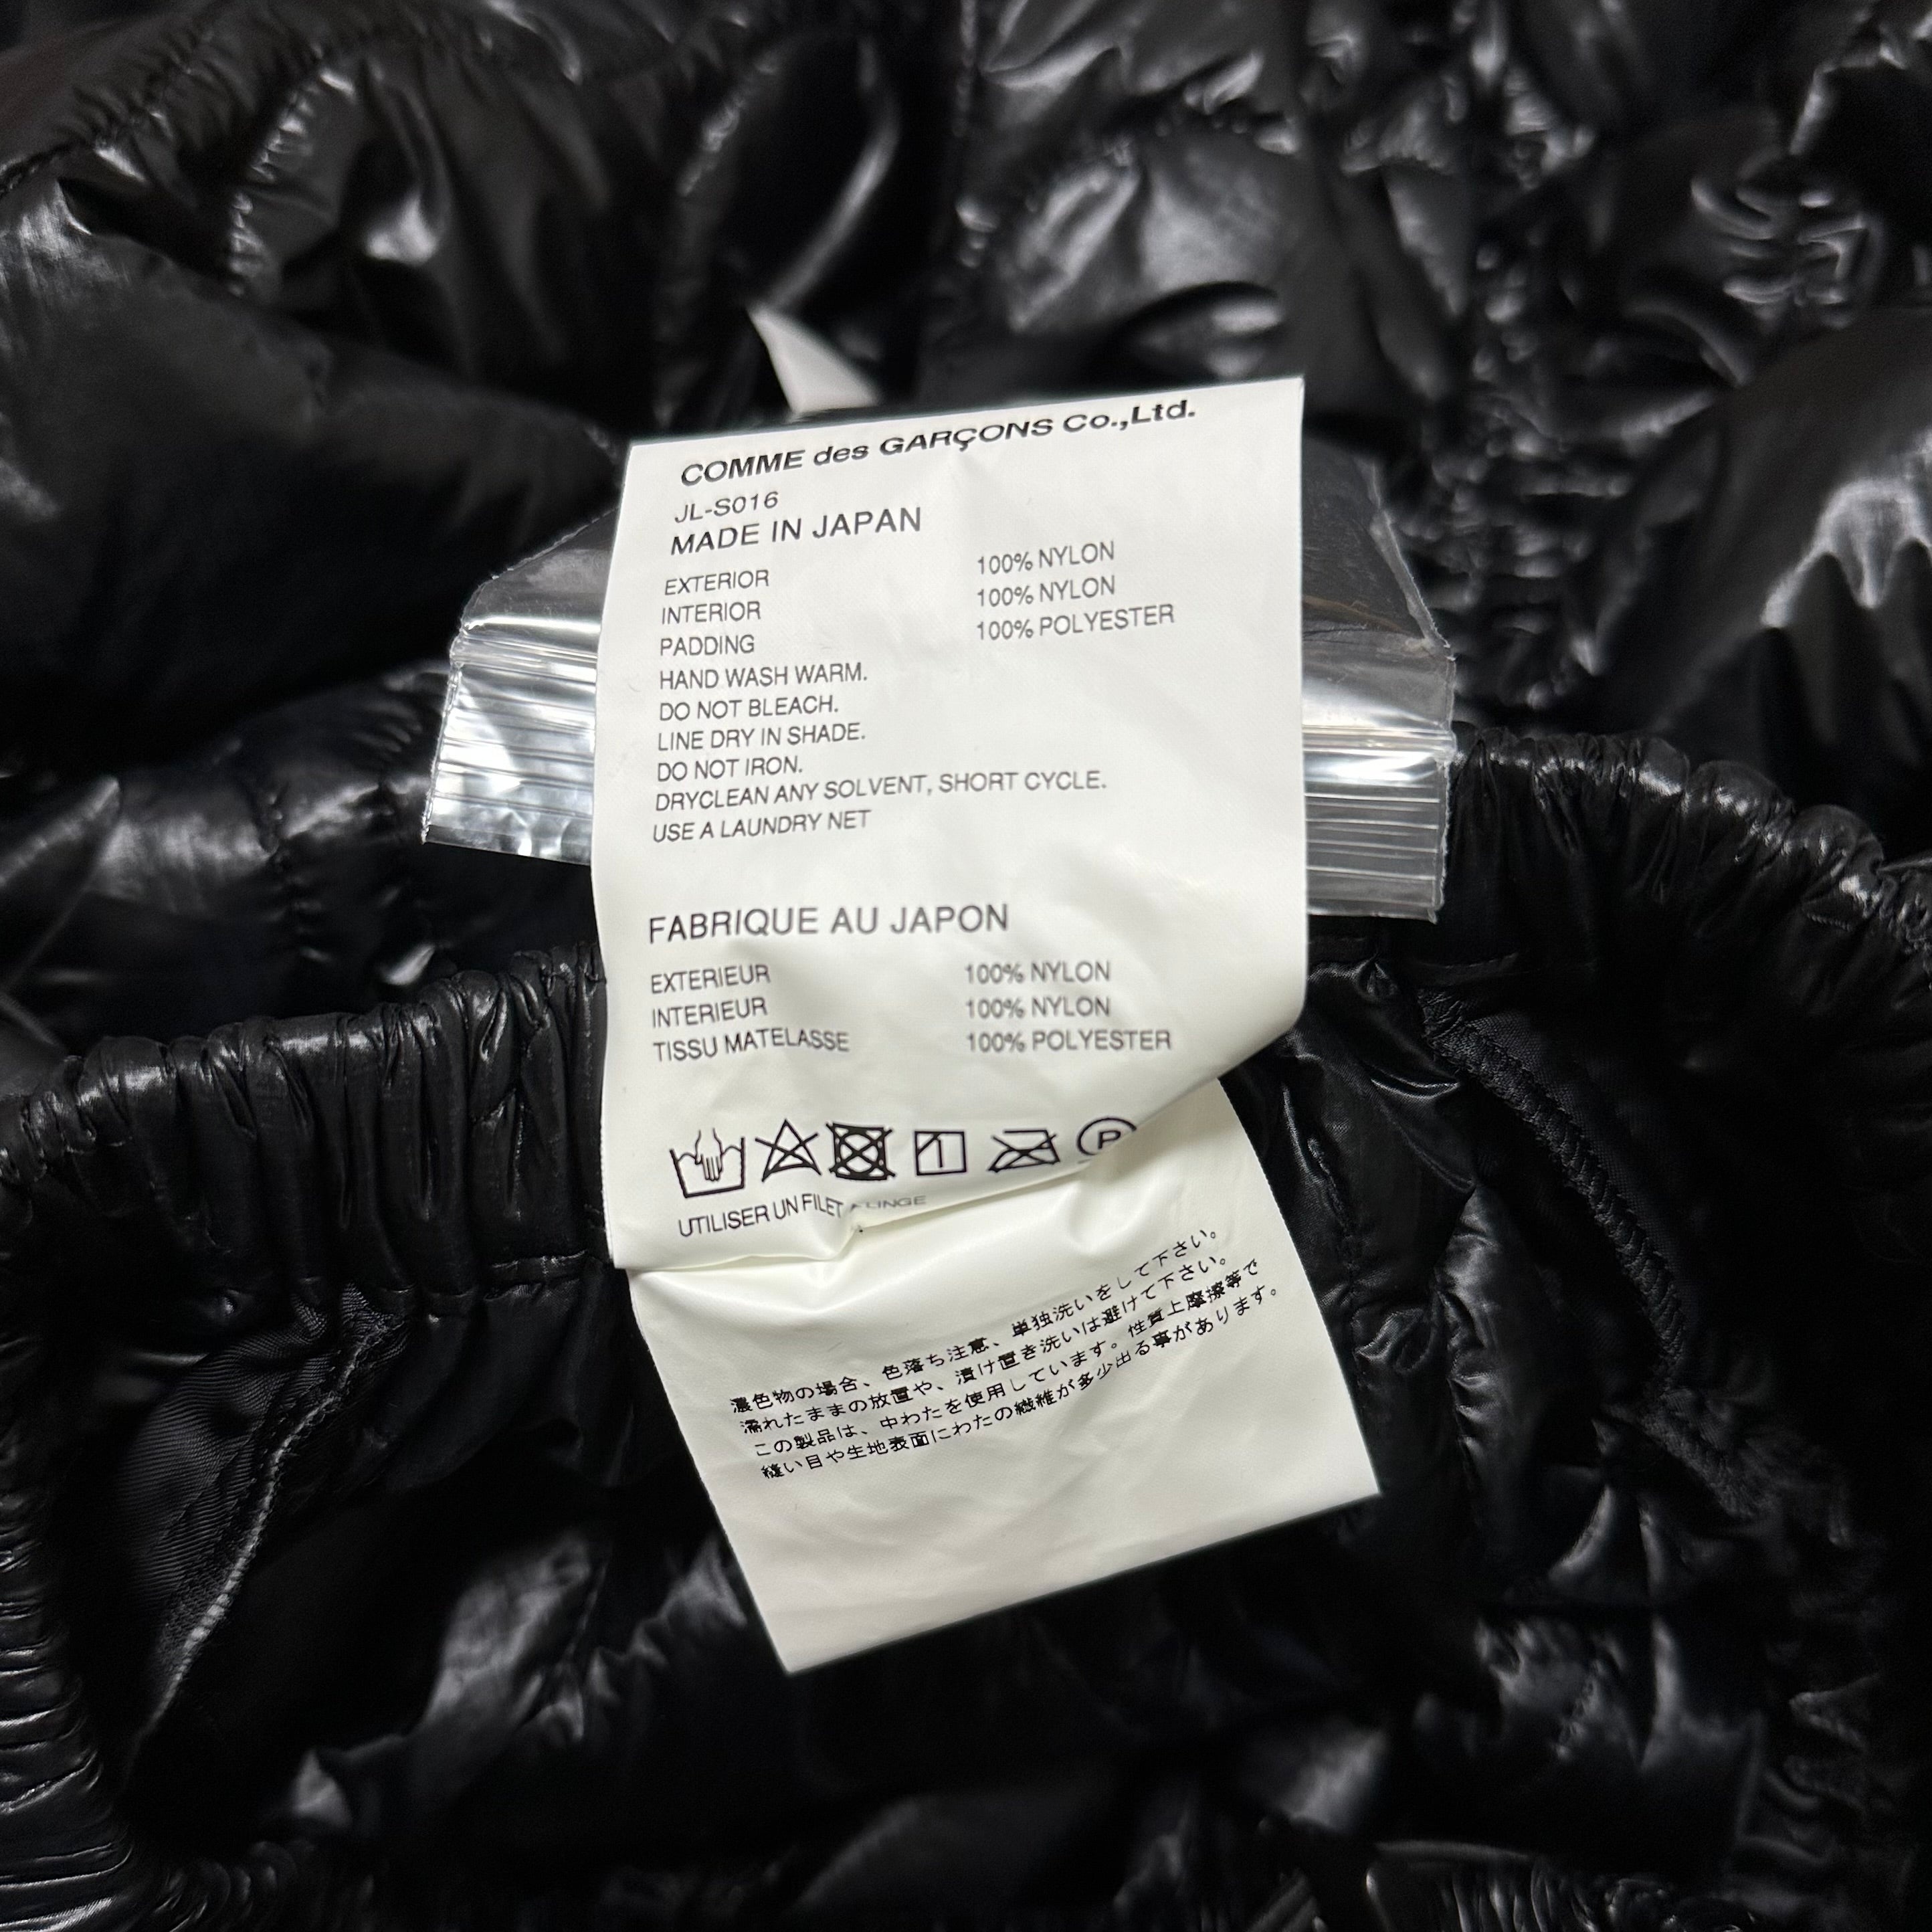 COMME des GARÇONS Co.,Ltd.
JL-S016
MADE IN JAPAN
EXTERIOR 100% NYLON
INTERIOR 100% NYLON
PADDING 100% POLYESTER
HAND WASH WARM.
DO NOT BLEACH.
LINE DRY IN SHADE.
DO NOT IRON.
DRYCLEAN ANY SOLVENT, SHORT CYCLE.
USE A LAUNDRY NET
FABRIQUE AU JAPON
EXTERIEUR 100% NYLON
INTERIEUR 100% NYLON
TISSU MATELASSE 100% POLYESTER
P
UTILISER UN FILET A LINGE
濃色物の場合、色落ち注意、単独洗いをして下さい。
濡れたままの放置や、漬け置き洗いは避けて下さい。
この製品は、中わたを使用しています。性質上摩擦等で
縫い目や生地表面にわたの繊維が多少出る事があります。